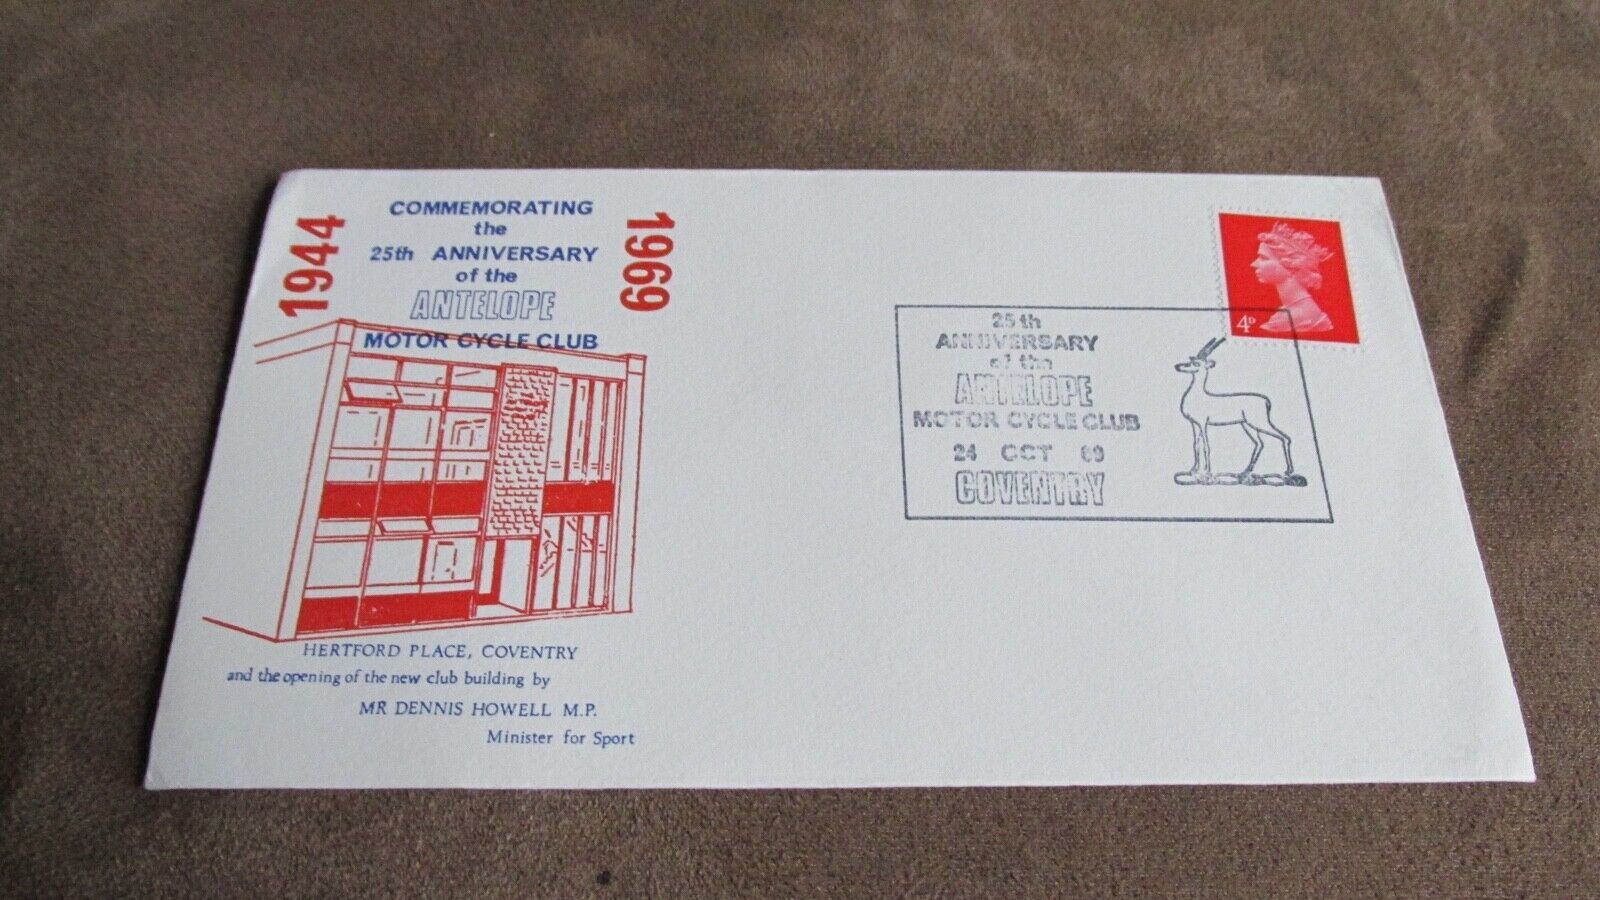 1944
COMMEMORATING
the
25th ANNIVERSARY
of the
ANTELOPE
MOTOR CYCLE CLUB
1969
HERTFORD PLACE, COVENTRY
and the opening of the new club building by
MR DENNIS HOWELL M.P.
Minister for Sport
4D
25th
ANNIVERSARY
of the
ANTELOPE
MOTOR CYCLE CLUB
24 OCT 69
COVENTRY